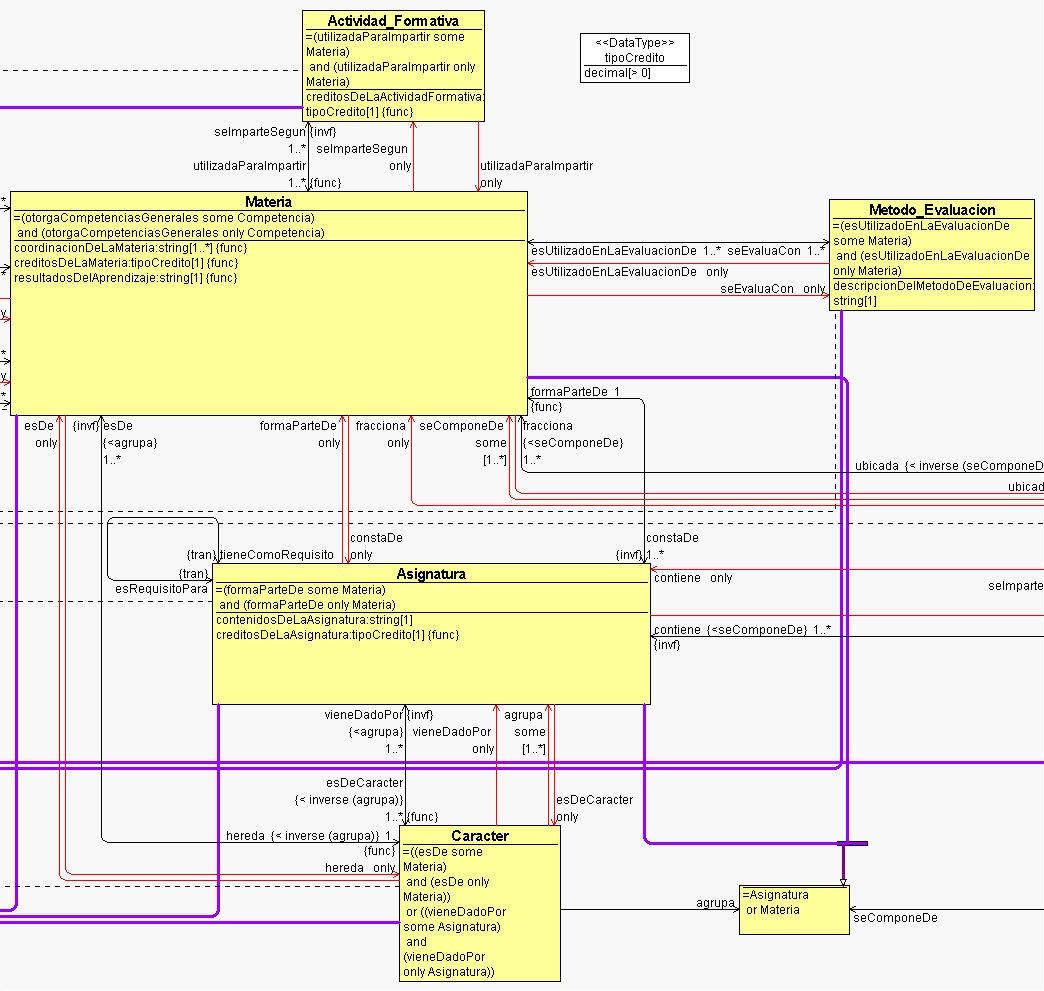 Actividad_Formativa
=(utilizadaParaImpartir some
Materia)
and (utilizadaParaImpartir only
Materia)
creditosDeLaActividadFormativa:
tipoCredito[1] {func}
<<DataType>>
tipoCredito
decimal[> 0]
seImparteSegun {invf}
1..* seImparteSegun
utilizadaParaImpartir only utilizadaParaImpartir
1..* {func} only
Materia
=(otorgaCompetenciasGenerales some Competencia)
and (otorgaCompetenciasGenerales only Competencia)
coordinacionDeLaMateria:string[1..*] {func}
creditosDeLaMateria:tipoCredito[1] {func}
resultadosDelAprendizaje:string[1] {func}
*
*
y
*
y
*
Metodo_Evaluacion
=(esUtilizadoEnLaEvaluacionDe
some Materia)
and (esUtilizadoEnLaEvaluacionDe
only Materia)
descripcionDelMetodoDeEvaluacion:
string[1]
esUtilizadoEnLaEvaluacionDe 1..* seEvaluaCon 1..*
esUtilizadoEnLaEvaluacionDe only
seEvaluaCon only
formaParteDe 1
{func}
esDe {invf} esDe formaParteDe fracciona seComponeDe fracciona
only {<agrupa} only only some {<seComponeDe}
1..* [1..*] 1..*
ubicada {< inverse (seComponeD
ubicad
constaDe constaDe
{tran} tieneComoRequisito only {invf} 1..*
{tran}
esRequisitoPara
Asignatura
=(formaParteDe some Materia)
and (formaParteDe only Materia)
contenidosDeLaAsignatura:string[1]
creditosDeLaAsignatura:tipoCredito[1] {func}
contiene only
seImparte
contiene {<seComponeDe} 1..*
{invf}
vieneDadoPor {invf} agrupa
{<agrupa} vieneDadoPor some
1..* only [1..*]
esDeCaracter
{< inverse (agrupa)} esDeCaracter
1..* {func} only
hereda {< inverse (agrupa)} 1
{func}
hereda only
Caracter
=((esDe some
Materia)
and (esDe only
Materia))
or ((vieneDadoPor
some Asignatura)
and
(vieneDadoPor
only Asignatura))
=Asignatura
or Materia
agrupa
seComponeDe